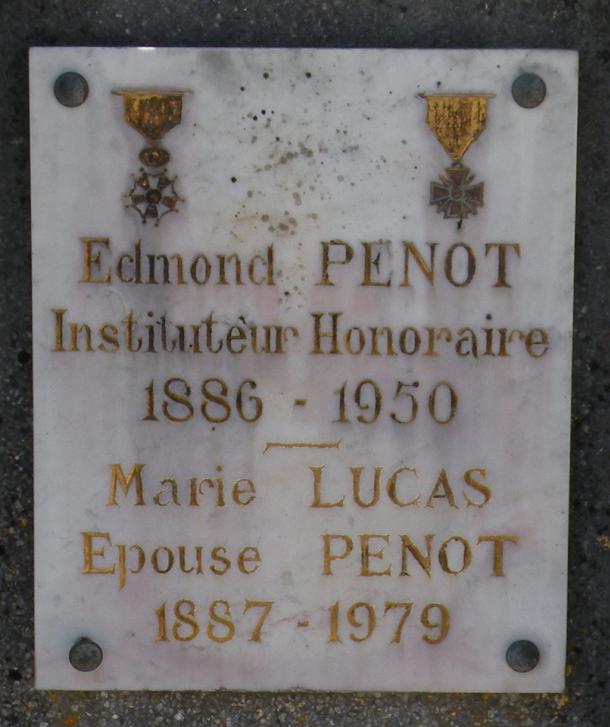 Edmond PENOT
Instituteur Honoraire
1886 - 1950
Marie LUCAS
Epouse PENOT
1887 - 1979